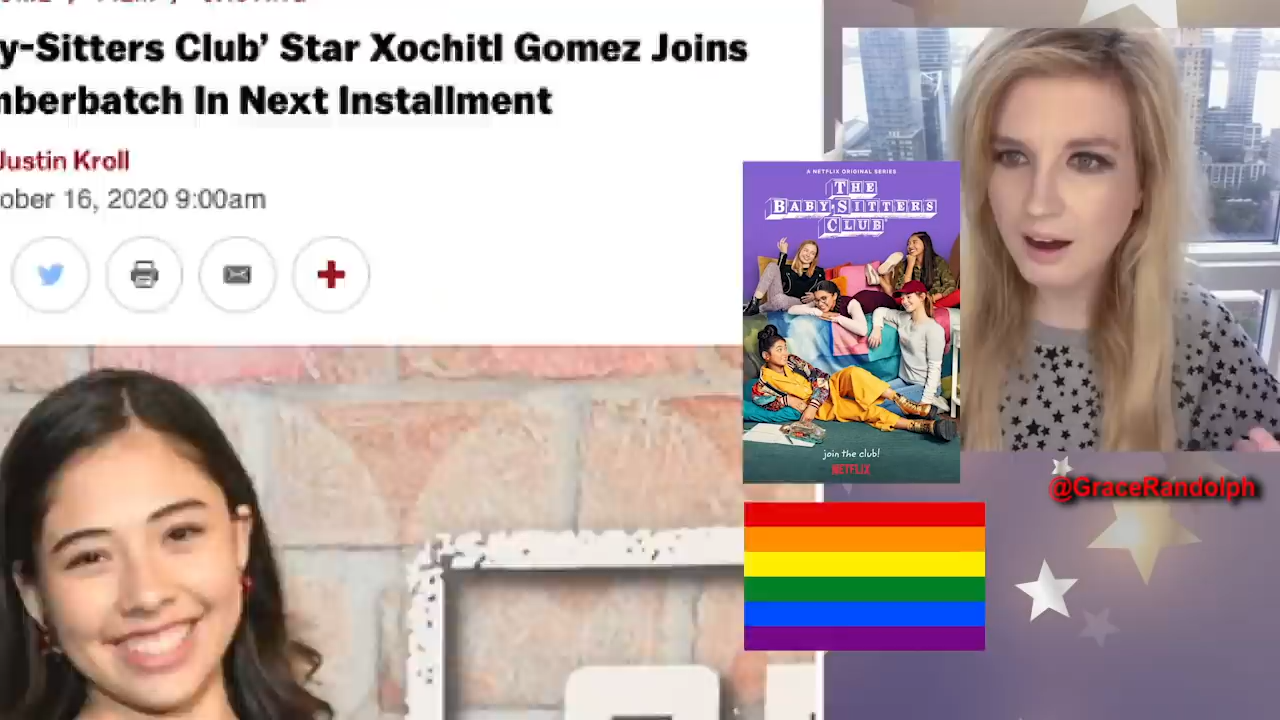 y-Sitters Club’ Star Xochitl Gomez Joins
mberbatch In Next Installment
Justin Kroll
ober 16, 2020 9:00am
A NETFLIX ORIGINAL SERIES
THE
BABY-SITTERS
CLUB
join the club!
NETFLIX
@GraceRandolph